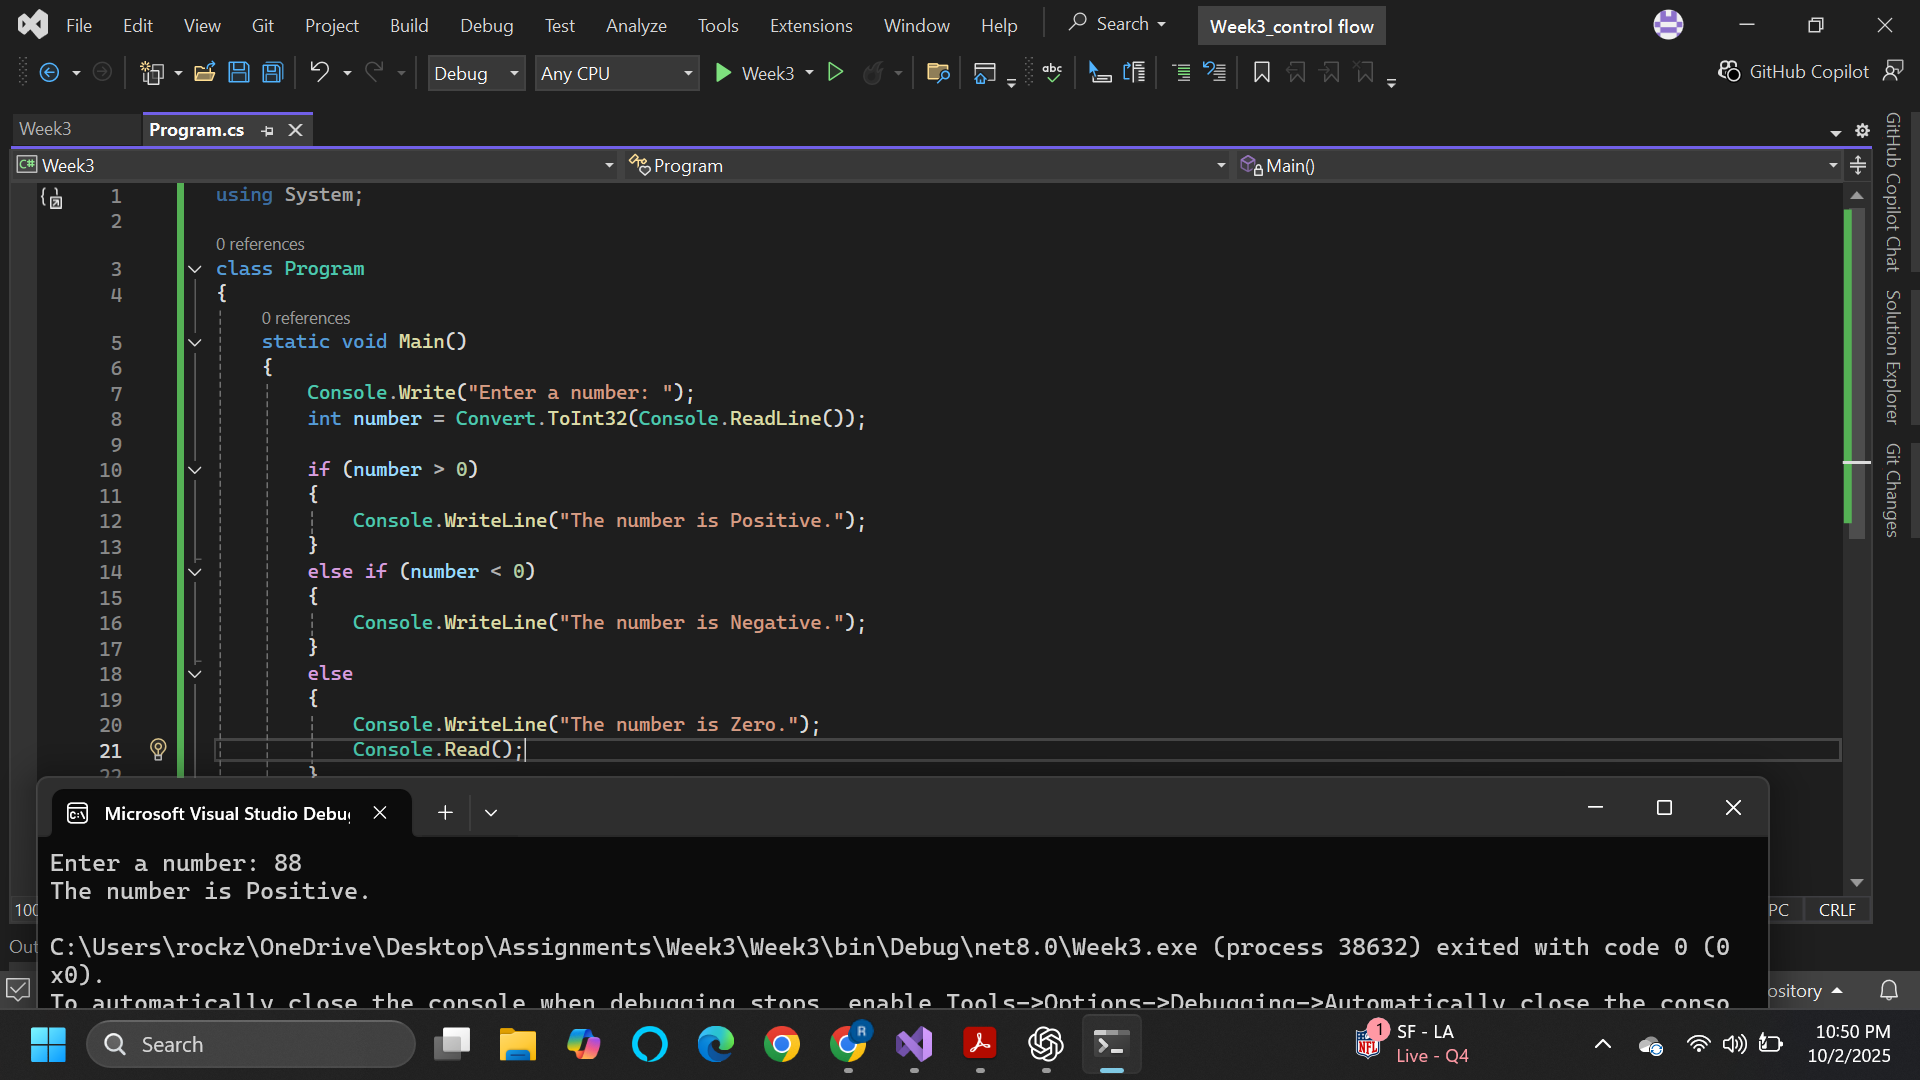 File Edit View Git Project Build Debug Test Analyze Tools Extensions Window Help Search Week3_control flow
Debug Any CPU Week3 abc GitHub Copilot
Week3 Program.cs
C# Week3 Program Main()
1 using System;
2
0 references
3 class Program
4 {
0 references
5 static void Main()
6 {
7 Console.Write("Enter a number: ");
8 int number = Convert.ToInt32(Console.ReadLine());
9
10 if (number > 0)
11 {
12 Console.WriteLine("The number is Positive.");
13 }
14 else if (number < 0)
15 {
16 Console.WriteLine("The number is Negative.");
17 }
18 else
19 {
20 Console.WriteLine("The number is Zero.");
21 Console.Read();
22 }
GitHub Copilot Chat
Solution Explorer
Git Changes
Microsoft Visual Studio Debu
Enter a number: 88
The number is Positive.
C:\Users\rockz\OneDrive\Desktop\Assignments\Week3\Week3\bin\Debug\net8.0\Week3.exe (process 38632) exited with code 0 (0
x0).
To automatically close the console when debugging stops, enable Tools->Options->Debugging->Automatically close the conso
100 PC CRLF
Out
ository
Search R NFL 1 SF - LA 10:50 PM
Live - Q4 10/2/2025